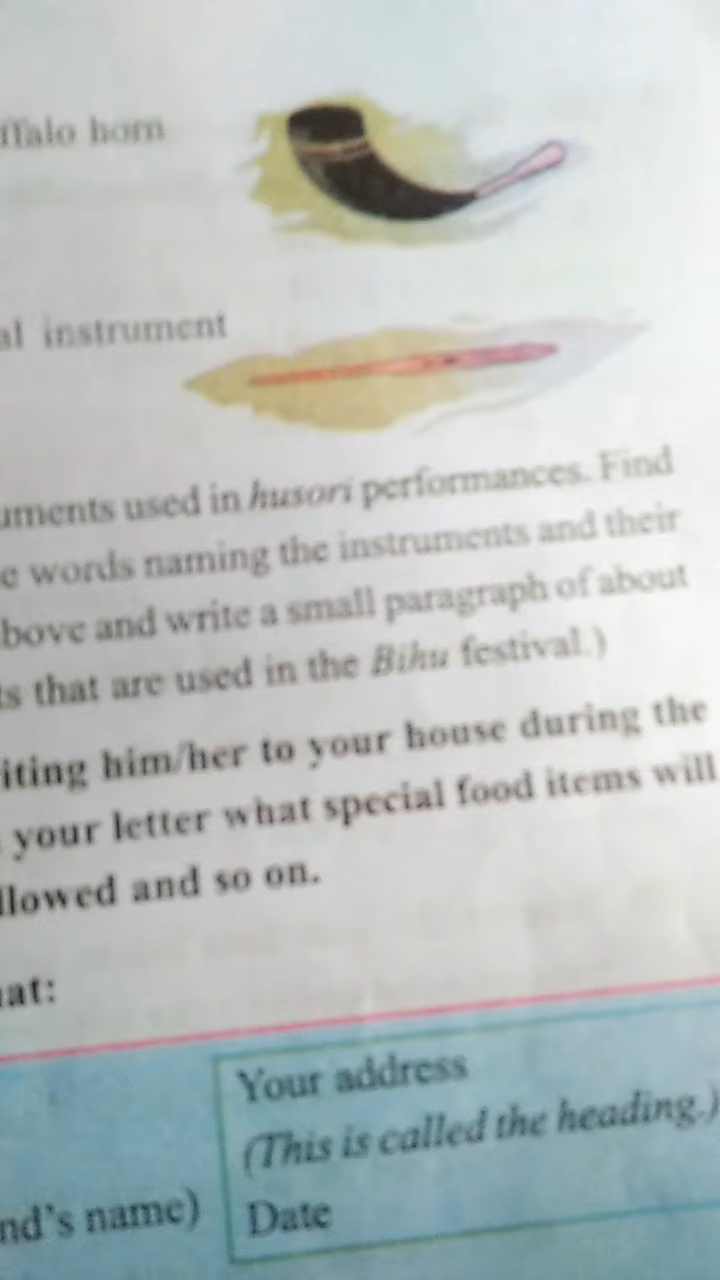 ffalo horn
al instrument
uments used in husori performances. Find
e words naming the instruments and their
bove and write a small paragraph of about
ts that are used in the Bihu festival.)
iting him/her to your house during the
your letter what special food items will
llowed and so on.
nat:
Your address
(This is called the heading.)
nd's name)
Date